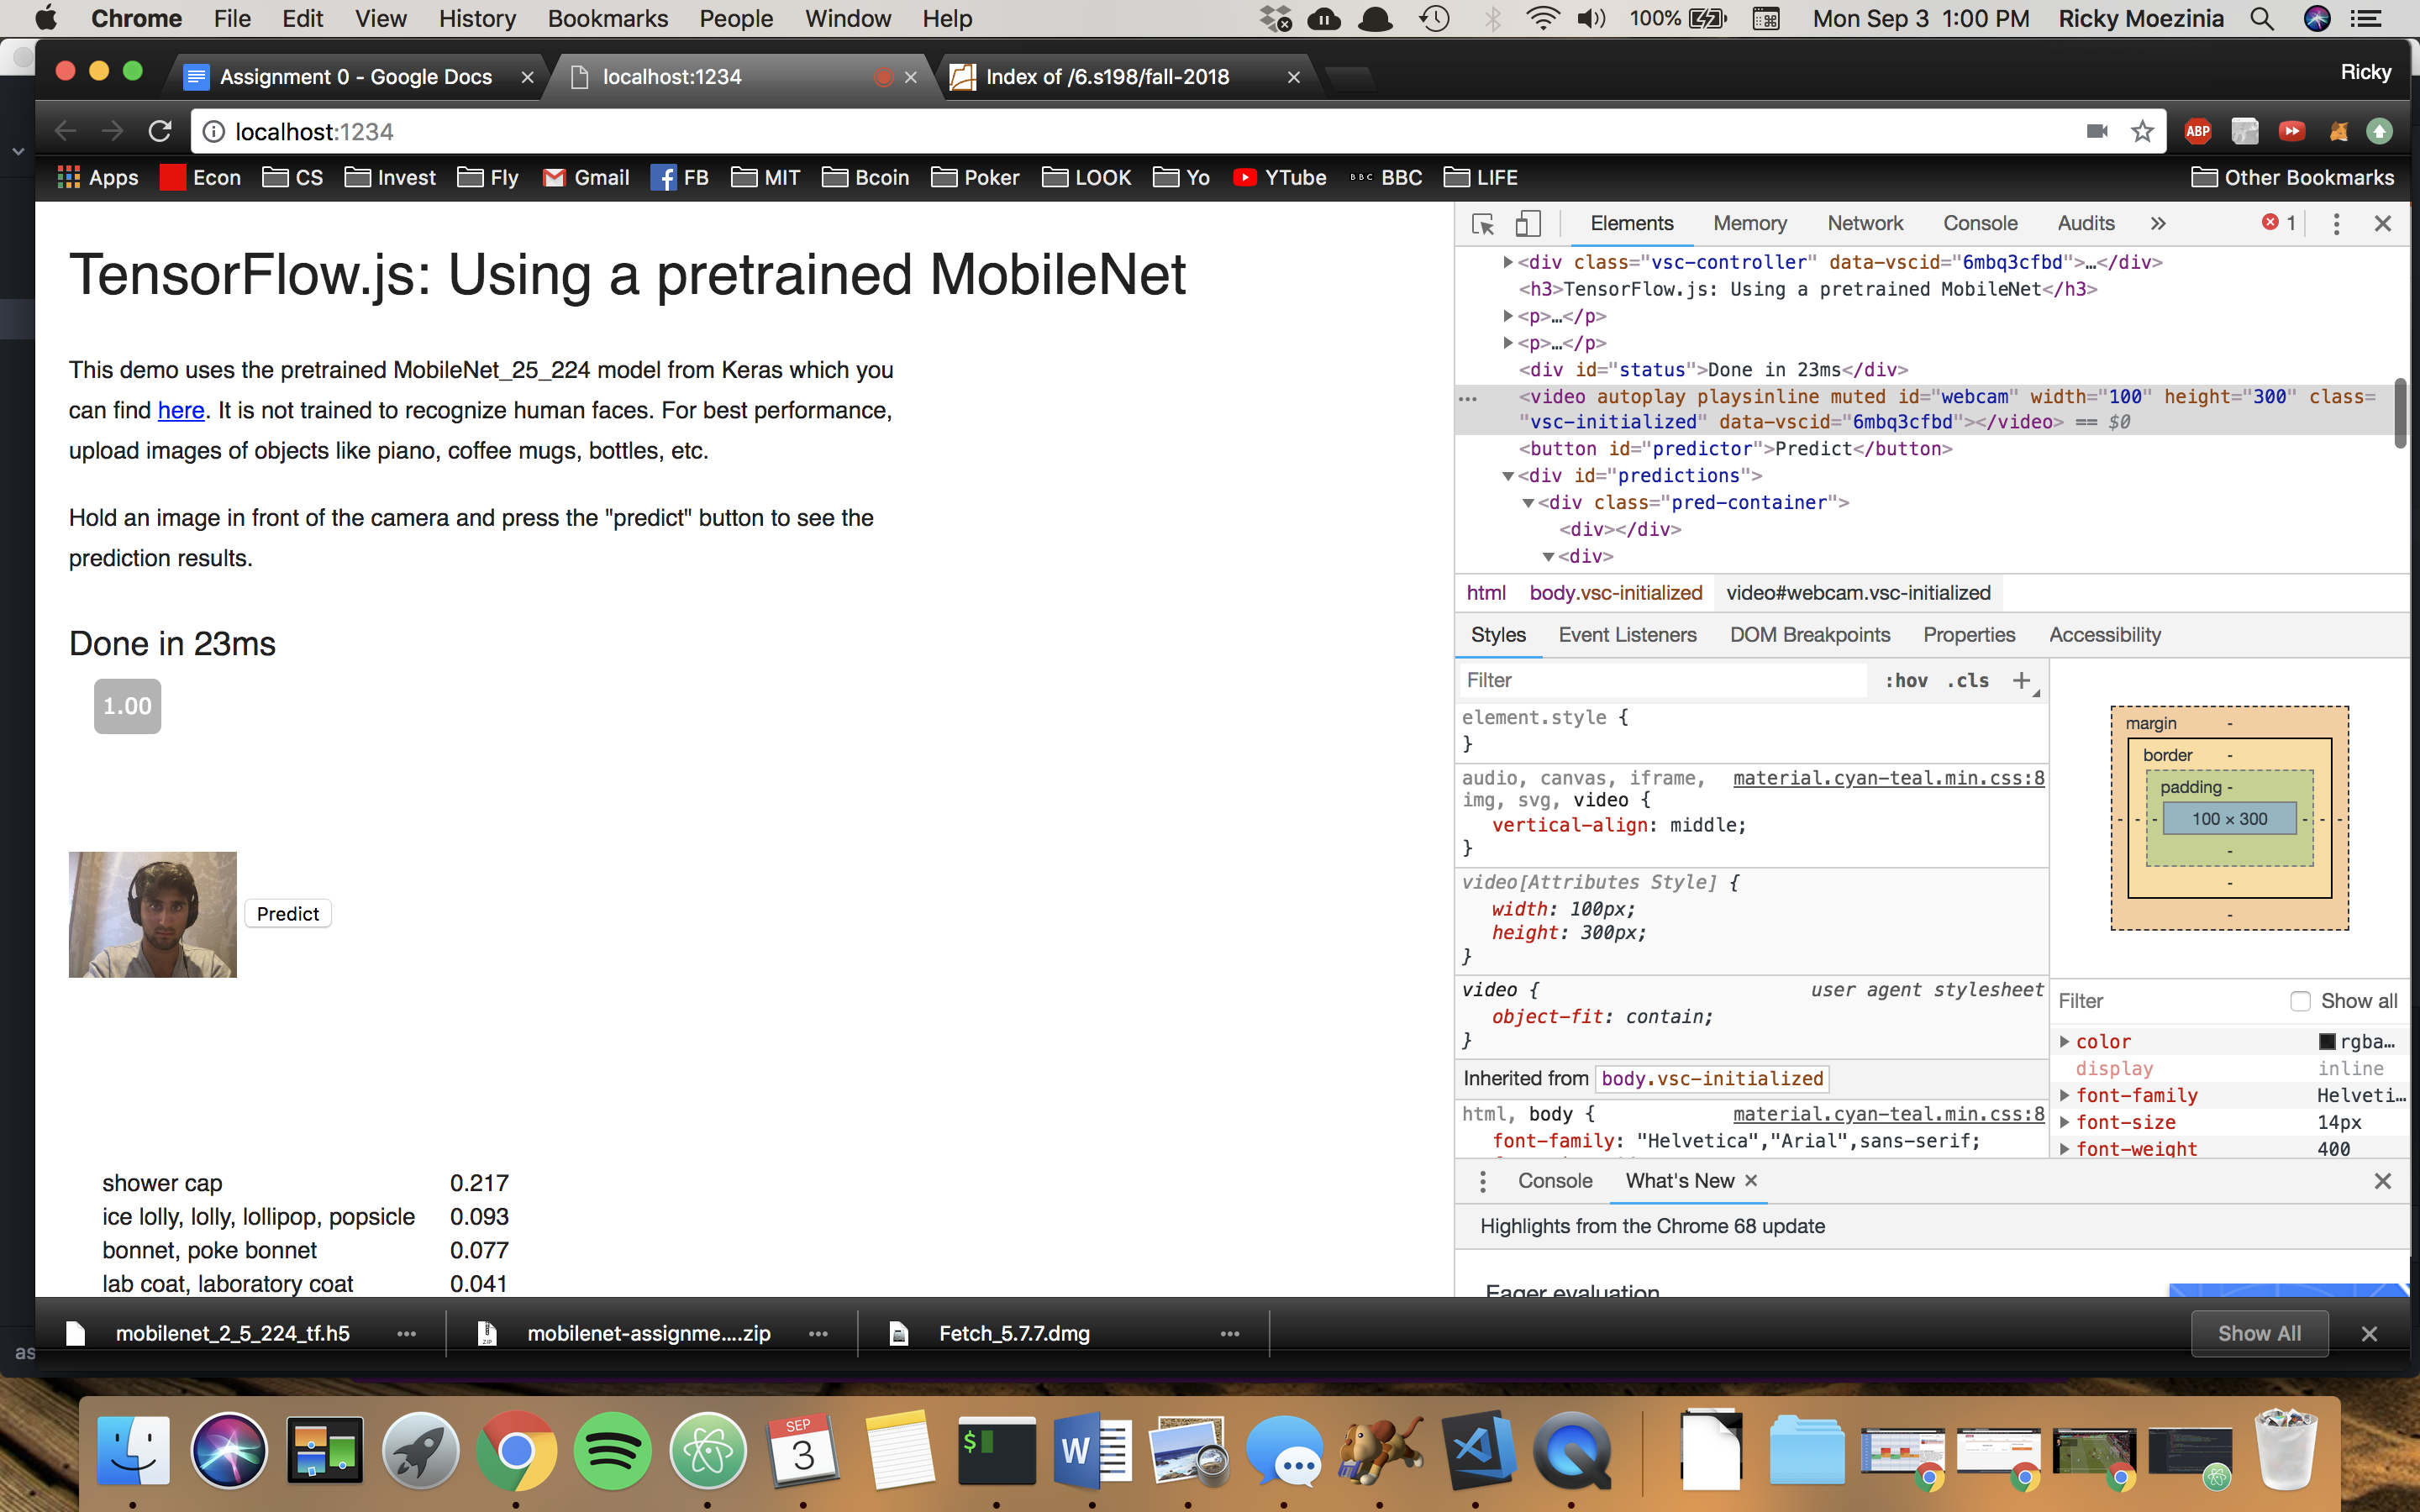 Chrome File Edit View History Bookmarks People Window Help 100% Mon Sep 3 1:00 PM Ricky Moezinia
Assignment 0 - Google Docs localhost:1234 Index of /6.s198/fall-2018 Ricky
localhost:1234 ABP
Apps Econ CS Invest Fly Gmail FB MIT Bcoin Poker LOOK Yo YTube BBC BBC LIFE Other Bookmarks
TensorFlow.js: Using a pretrained MobileNet
This demo uses the pretrained MobileNet_25_224 model from Keras which you
can find here. It is not trained to recognize human faces. For best performance,
upload images of objects like piano, coffee mugs, bottles, etc.
Hold an image in front of the camera and press the "predict" button to see the
prediction results.
Done in 23ms
1.00
Predict
shower cap 0.217
ice lolly, lolly, lollipop, popsicle 0.093
bonnet, poke bonnet 0.077
lab coat, laboratory coat 0.041
Elements Memory Network Console Audits » 1
<div class="vsc-controller" data-vscid="6mbq3cfbd">…</div>
<h3>TensorFlow.js: Using a pretrained MobileNet</h3>
<p>…</p>
<p>…</p>
<div id="status">Done in 23ms</div>
… <video autoplay playsinline muted id="webcam" width="100" height="300" class=
"vsc-initialized" data-vscid="6mbq3cfbd"></video> == $0
<button id="predictor">Predict</button>
<div id="predictions">
<div class="pred-container">
<div></div>
<div>
html body.vsc-initialized video#webcam.vsc-initialized
Styles Event Listeners DOM Breakpoints Properties Accessibility
Filter :hov .cls +
element.style {
}
audio, canvas, iframe, material.cyan-teal.min.css:8
img, svg, video {
vertical-align: middle;
}
video[Attributes Style] {
width: 100px;
height: 300px;
}
video { user agent stylesheet
object-fit: contain;
}
Inherited from body.vsc-initialized
html, body { material.cyan-teal.min.css:8
font-family: "Helvetica","Arial",sans-serif;
margin -
border -
padding -
- - - 100 × 300 - - -
-
-
-
Filter Show all
color rgba…
display inline
font-family Helveti…
font-size 14px
font-weight 400
Console What's New
Highlights from the Chrome 68 update
Eager evaluation
mobilenet_2_5_224_tf.h5 mobilenet-assignme....zip Fetch_5.7.7.dmg Show All
as
ZIP
SEP
3
$
W